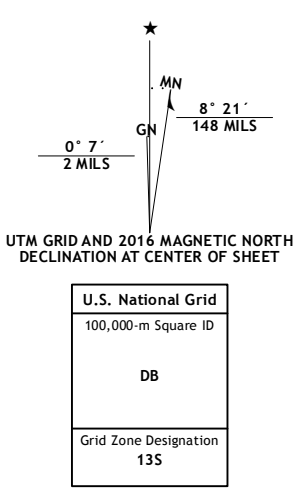 ★
MN
GN
8° 21´
148 MILS
0° 7´
2 MILS
UTM GRID AND 2016 MAGNETIC NORTH
DECLINATION AT CENTER OF SHEET
U.S. National Grid
100,000-m Square ID
DB
Grid Zone Designation
13S